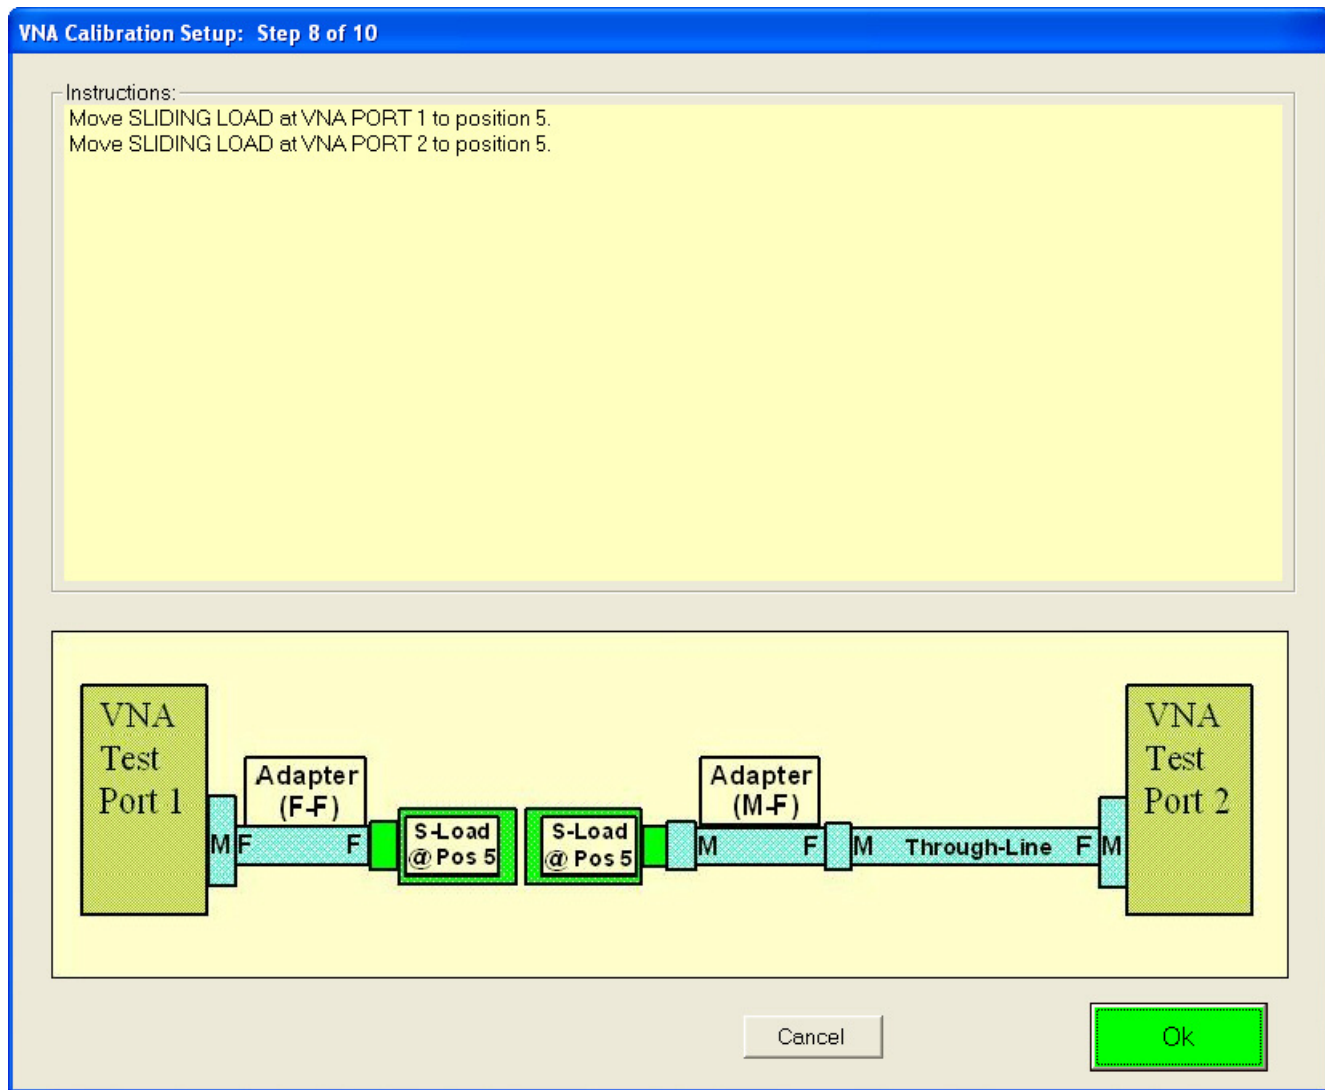 VNA Calibration Setup:  Step 8 of 10
Instructions:
Move SLIDING LOAD at VNA PORT 1 to position 5.
Move SLIDING LOAD at VNA PORT 2 to position 5.
VNA
Test
Port 1
M
Adapter
(F-F)
F F
S-Load
@ Pos 5
S-Load
@ Pos 5
Adapter
(M-F)
M F
M Through-Line F
M
VNA
Test
Port 2
Cancel
Ok